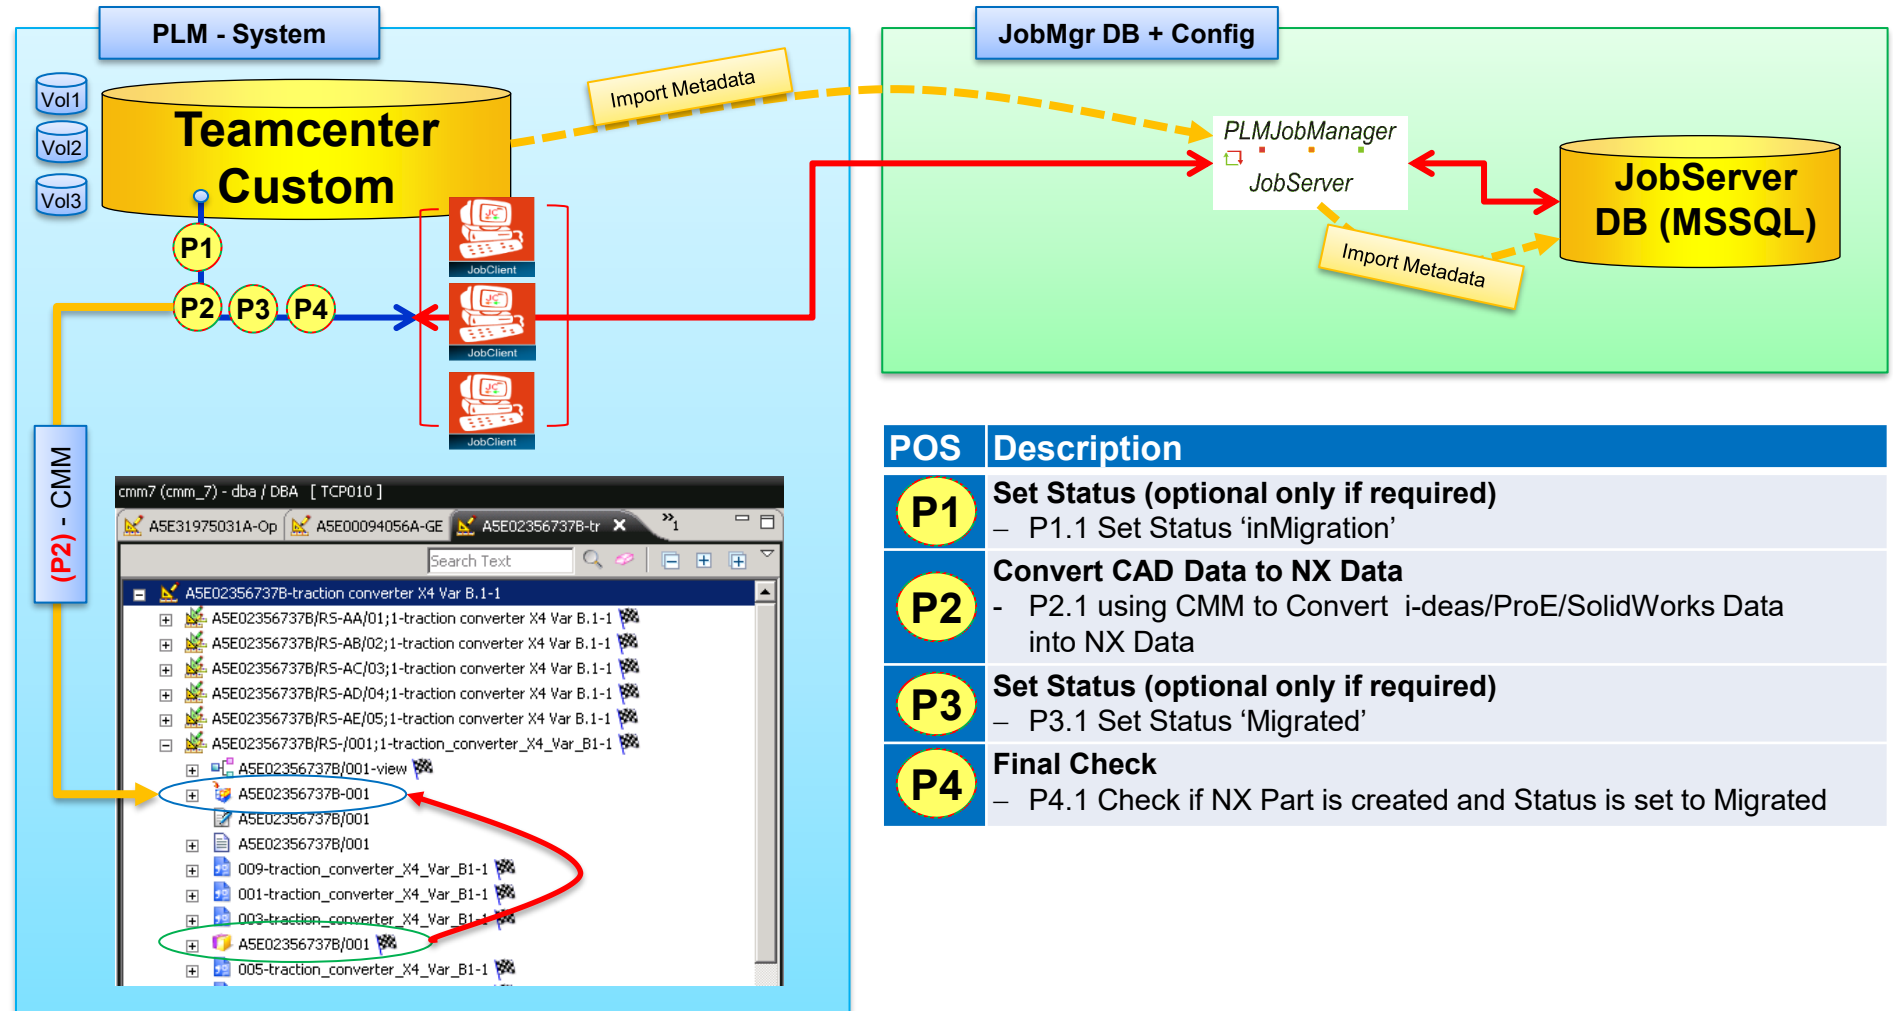 PLM - System
JobMgr DB + Config
Vol1
Vol2
Vol3
Teamcenter
Custom
Import Metadata
PLMJobManager
JobServer
JobServer
DB (MSSQL)
Import Metadata
P1
P2
P3
P4
JC
JobClient
JC
JobClient
JC
JobClient
(P2) - CMM
cmm7 (cmm_7) - dba / DBA [ TCP010 ]
A5E31975031A-Op
A5E00094056A-GE
A5E02356737B-tr
»1
Search Text
A5E02356737B-traction converter X4 Var B.1-1
A5E02356737B/RS-AA/01;1-traction converter X4 Var B.1-1
A5E02356737B/RS-AB/02;1-traction converter X4 Var B.1-1
A5E02356737B/RS-AC/03;1-traction converter X4 Var B.1-1
A5E02356737B/RS-AD/04;1-traction converter X4 Var B.1-1
A5E02356737B/RS-AE/05;1-traction converter X4 Var B.1-1
A5E02356737B/RS-/001;1-traction_converter_X4_Var_B1-1
A5E02356737B/001-view
A5E02356737B-001
A5E02356737B/001
A5E02356737B/001
009-traction_converter_X4_Var_B1-1
001-traction_converter_X4_Var_B1-1
003-traction_converter_X4_Var_B1-1
A5E02356737B/001
005-traction_converter_X4_Var_B1-1
POS Description
P1
Set Status (optional only if required)
– P1.1 Set Status ‘inMigration’
P2
Convert CAD Data to NX Data
- P2.1 using CMM to Convert i-deas/ProE/SolidWorks Data
into NX Data
P3
Set Status (optional only if required)
– P3.1 Set Status ‘Migrated’
P4
Final Check
– P4.1 Check if NX Part is created and Status is set to Migrated